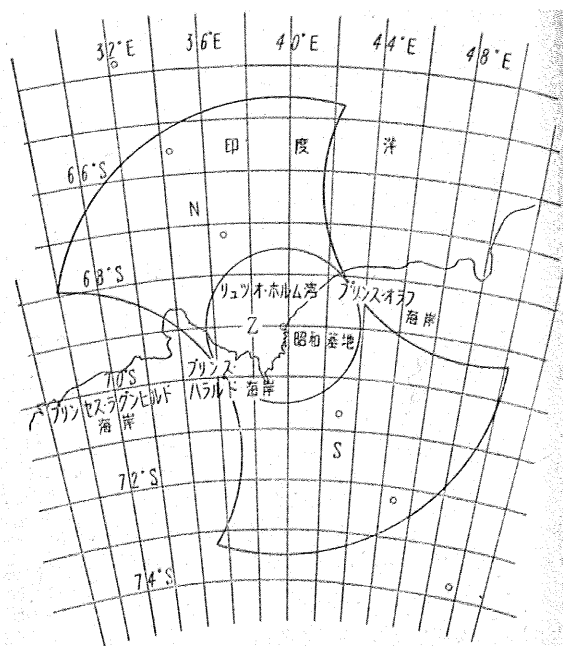 32°E 36°E 40°E 44°E 48°E
印度洋
66°S
N
68°S
リュツオ・ホルム湾
プリンス・オラフ
海岸
Z
昭和基地
70°S
プリンス・
ハラルド海岸
プリンセス・ラグンヒルド
海岸
S
72°S
74°S